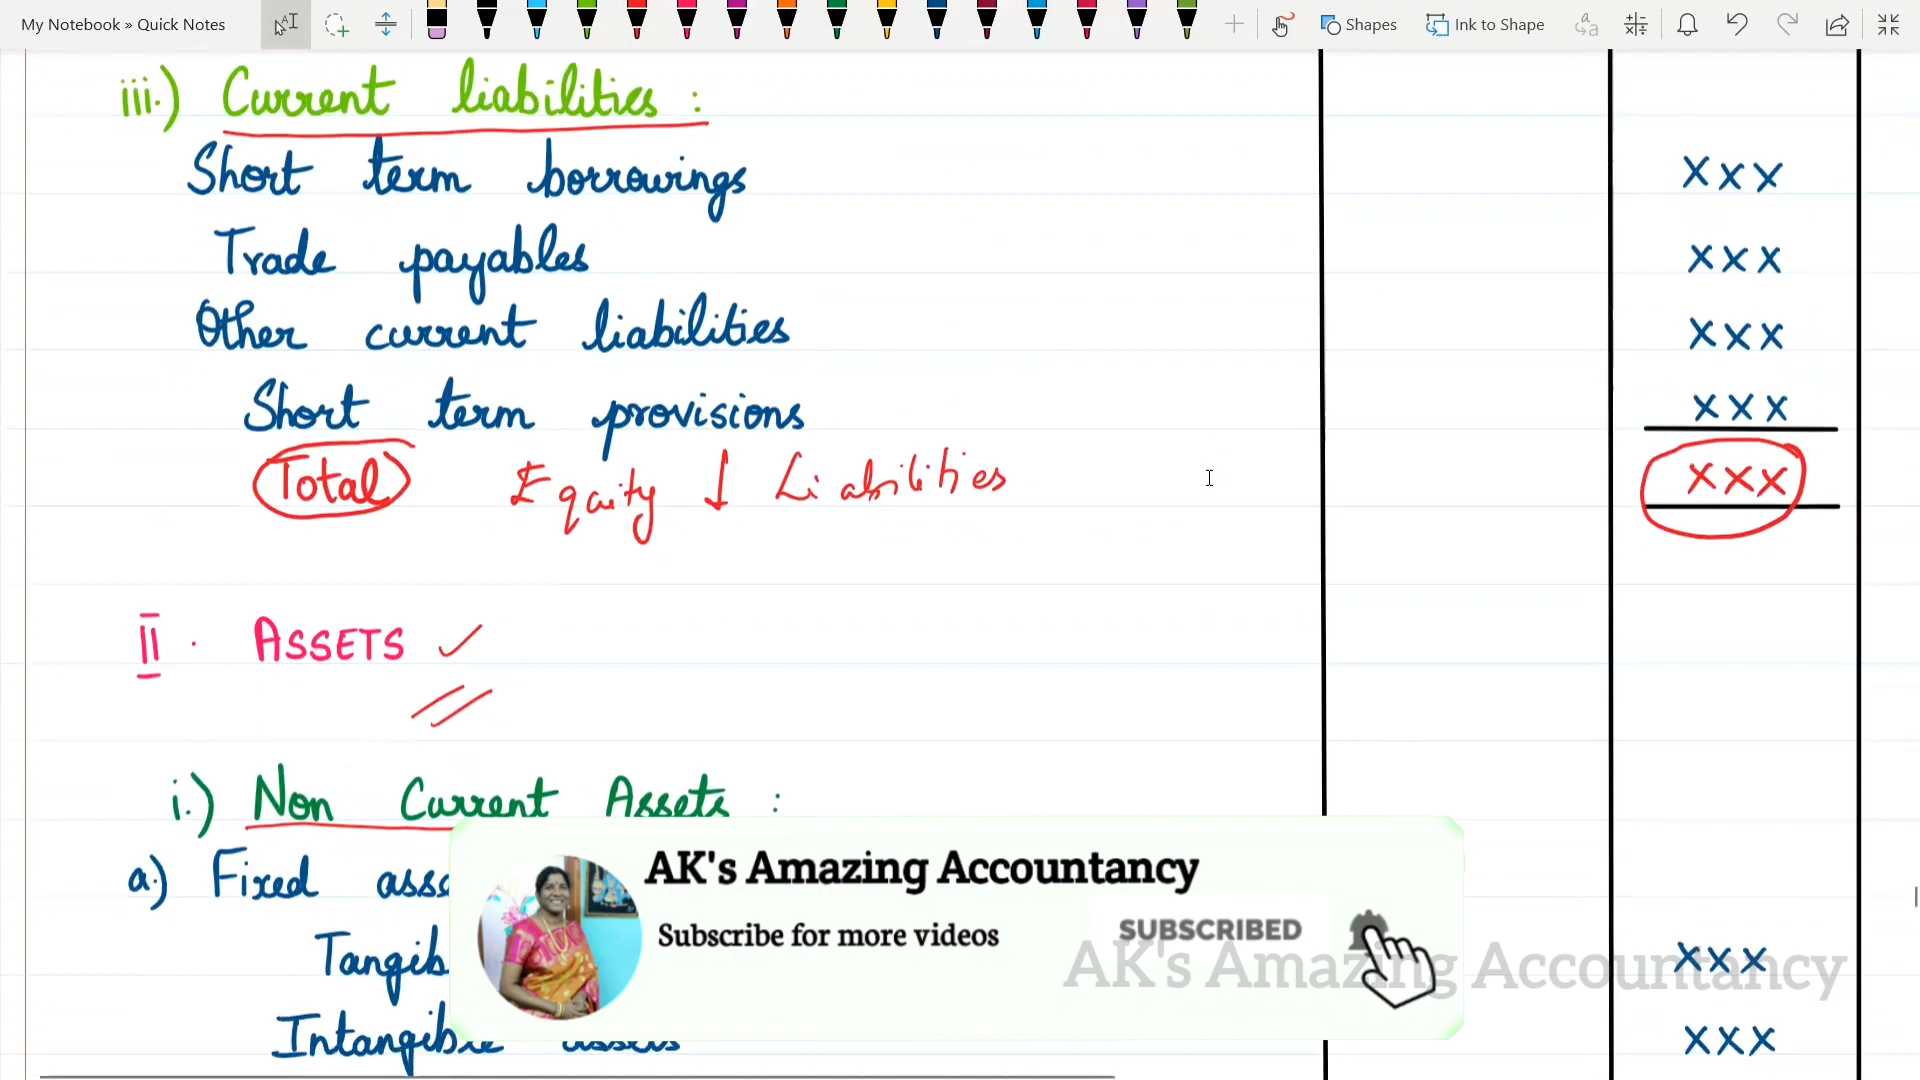 My Notebook » Quick Notes
Shapes
Ink to Shape
iii.) Current liabilities :
Short term borrowings xxx
Trade payables xxx
Other current liabilities xxx
Short term provisions xxx
Total Equity & Liabilities xxx
II. ASSETS ✓
i.) Non Current Assets :
a.) Fixed
xxx
Intangible assets xxx
AK's Amazing Accountancy
Subscribe for more videos
SUBSCRIBED
AK's Amazing Accountancy